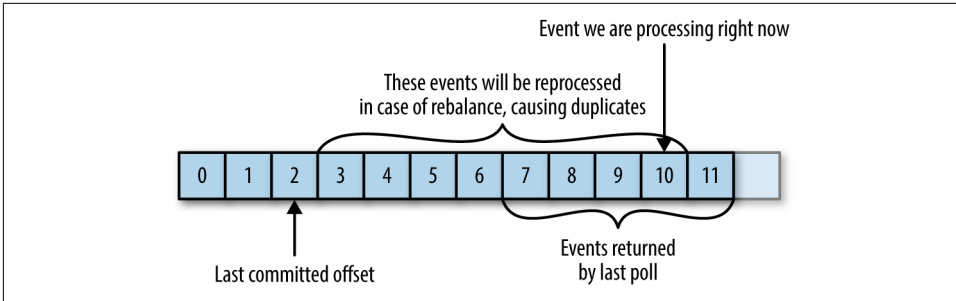 Event we are processing right now
These events will be reprocessed
in case of rebalance, causing duplicates
0 1 2 3 4 5 6 7 8 9 10 11
Last committed offset
Events returned
by last poll